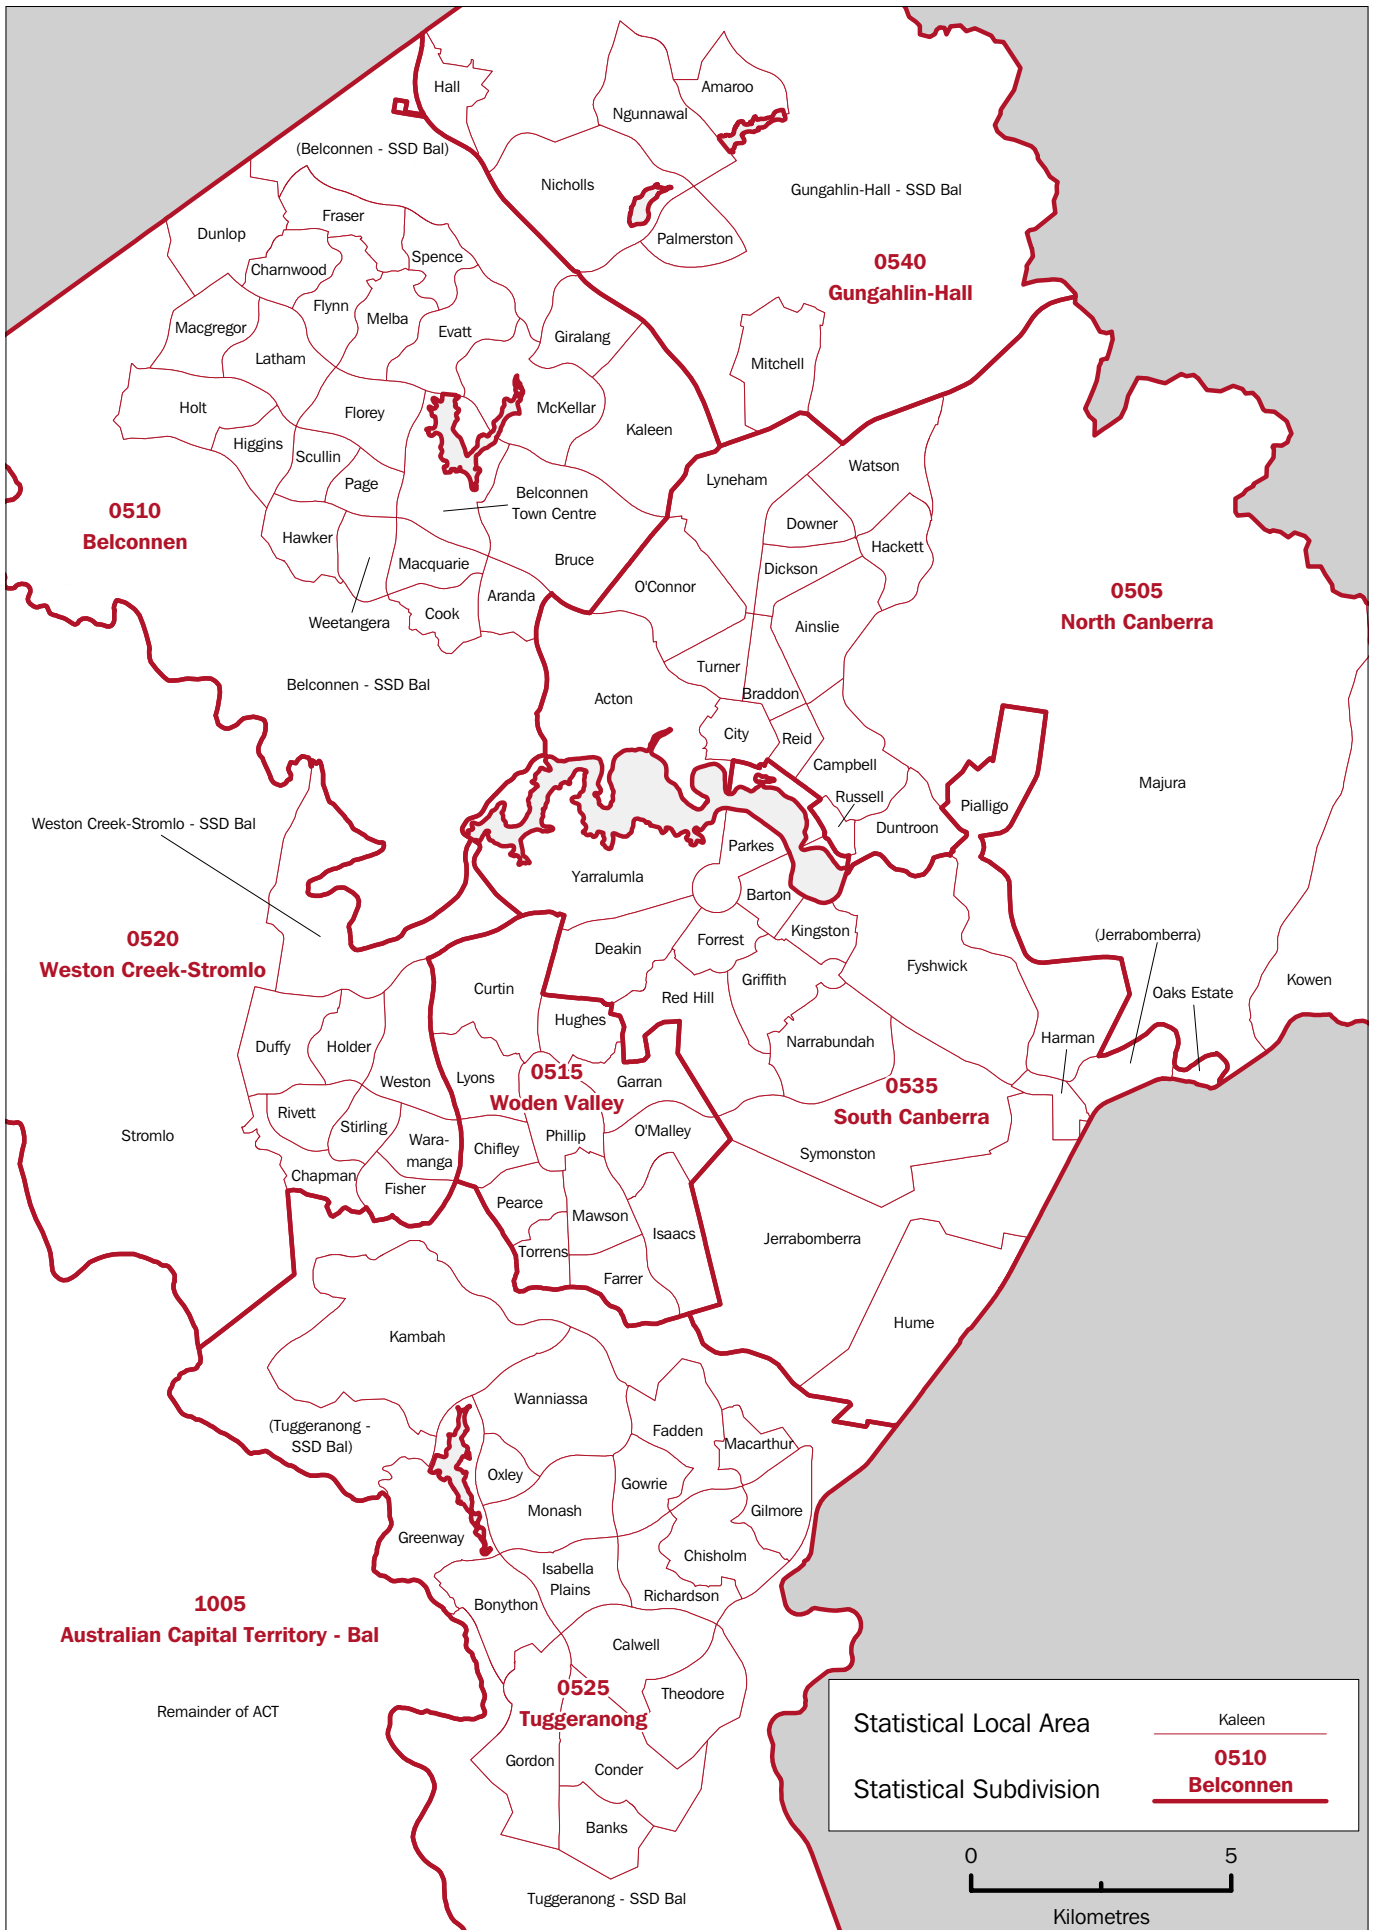 Hall
Amaroo
Ngunnawal
(Belconnen - SSD Bal)
Nicholls
Gungahlin-Hall - SSD Bal
Fraser
Dunlop
Palmerston
Spence
Charnwood
0540
Gungahlin-Hall
Flynn
Melba
Macgregor
Evatt
Giralang
Latham
Mitchell
Holt
Florey
McKellar
Kaleen
Higgins
Scullin
Page
Lyneham
Watson
Belconnen
Town Centre
0510
Belconnen
Downer
Hawker
Hackett
Macquarie
Bruce
Dickson
O'Connor
0505
North Canberra
Aranda
Cook
Weetangera
Ainslie
Turner
Belconnen - SSD Bal
Acton
Braddon
City
Reid
Campbell
Majura
Russell
Pialligo
Weston Creek-Stromlo - SSD Bal
Duntroon
Parkes
Yarralumla
Barton
Kingston
0520
Weston Creek-Stromlo
Deakin
Forrest
(Jerrabomberra)
Fyshwick
Griffith
Kowen
Curtin
Red Hill
Oaks Estate
Hughes
Duffy
Holder
Narrabundah
Harman
Weston
Lyons
0515
Woden Valley
Garran
0535
South Canberra
Rivett
Stirling
Stromlo
Wara-
manga
Chifley
Phillip
O'Malley
Symonston
Chapman
Fisher
Pearce
Mawson
Isaacs
Jerrabomberra
Torrens
Farrer
Kambah
Hume
Wanniassa
(Tuggeranong -
SSD Bal)
Fadden
Macarthur
Oxley
Gowrie
Monash
Gilmore
Greenway
Chisholm
Isabella
Plains
Richardson
Bonython
1005
Australian Capital Territory - Bal
Calwell
0525
Tuggeranong
Theodore
Remainder of ACT
Gordon
Conder
Banks
Tuggeranong - SSD Bal
Statistical Local Area
Kaleen
Statistical Subdivision
0510
Belconnen
0 5
Kilometres